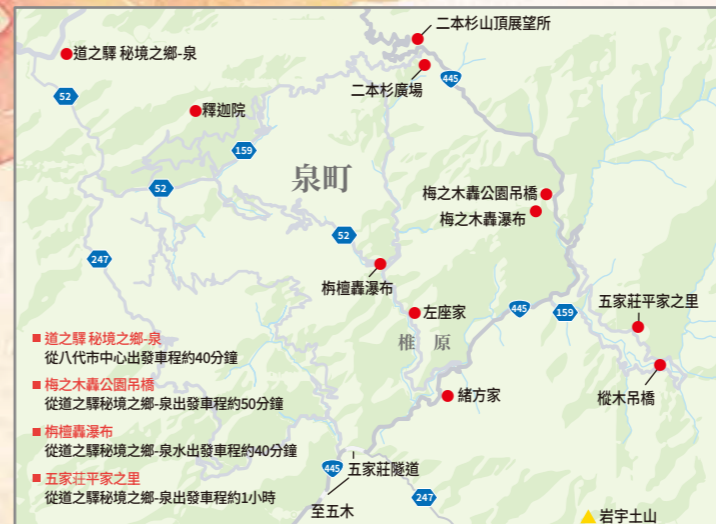 二本杉山頂展望所
道之驛 秘境之鄉-泉
445
二本杉廣場
52
釋迦院
159
泉町
52
梅之木轟公園吊橋
梅之木轟瀑布
52
247
栴檀轟瀑布
五家莊平家之里
445
159
左座家
椎原
樅木吊橋
緒方家
■ 道之驛 秘境之鄉-泉
從八代市中心出發車程約40分鐘
■ 梅之木轟公園吊橋
從道之驛秘境之鄉-泉出發車程約50分鐘
■ 栴檀轟瀑布
從道之驛秘境之鄉-泉水出發車程約40分鐘
■ 五家荘平家之里
從道之驛秘境之鄉-泉出發車程約1小時
445
五家莊隧道
247
至五木
岩宇土山